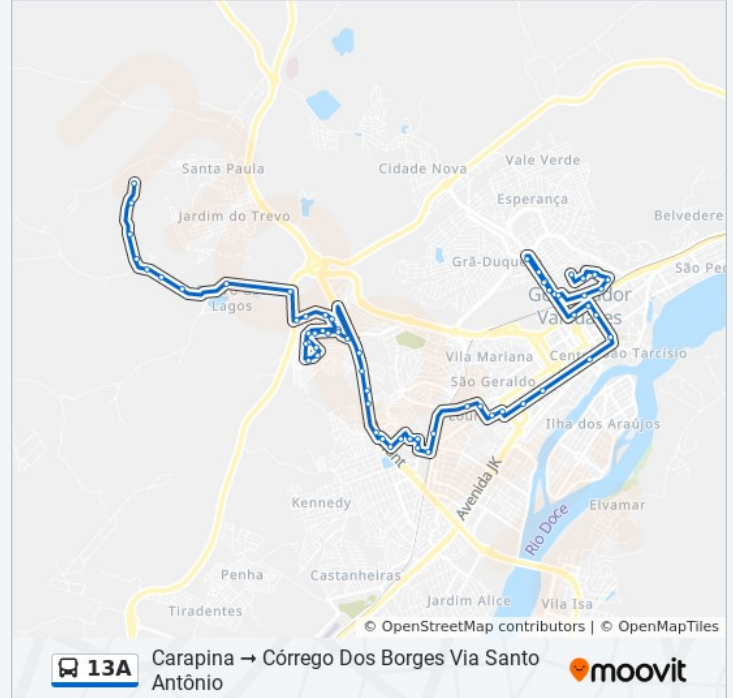 Vale Verde
Santa Paula
Cidade Nova
Esperança
Jardim do Trevo
Belvedere
Grã-Duque
São Pe
Lagos
Vila Mariana
São Tarcísio
São Geraldo
Ilha dos Araújos
Avenida JK
Kennedy
Elvamar
Rio Doce
Penha
Castanheiras
Jardim Alice
Vila Isa
Tiradentes
© OpenStreetMap contributors | © OpenMapTiles
13A
Carapina → Córrego Dos Borges Via Santo
Antônio
moovit